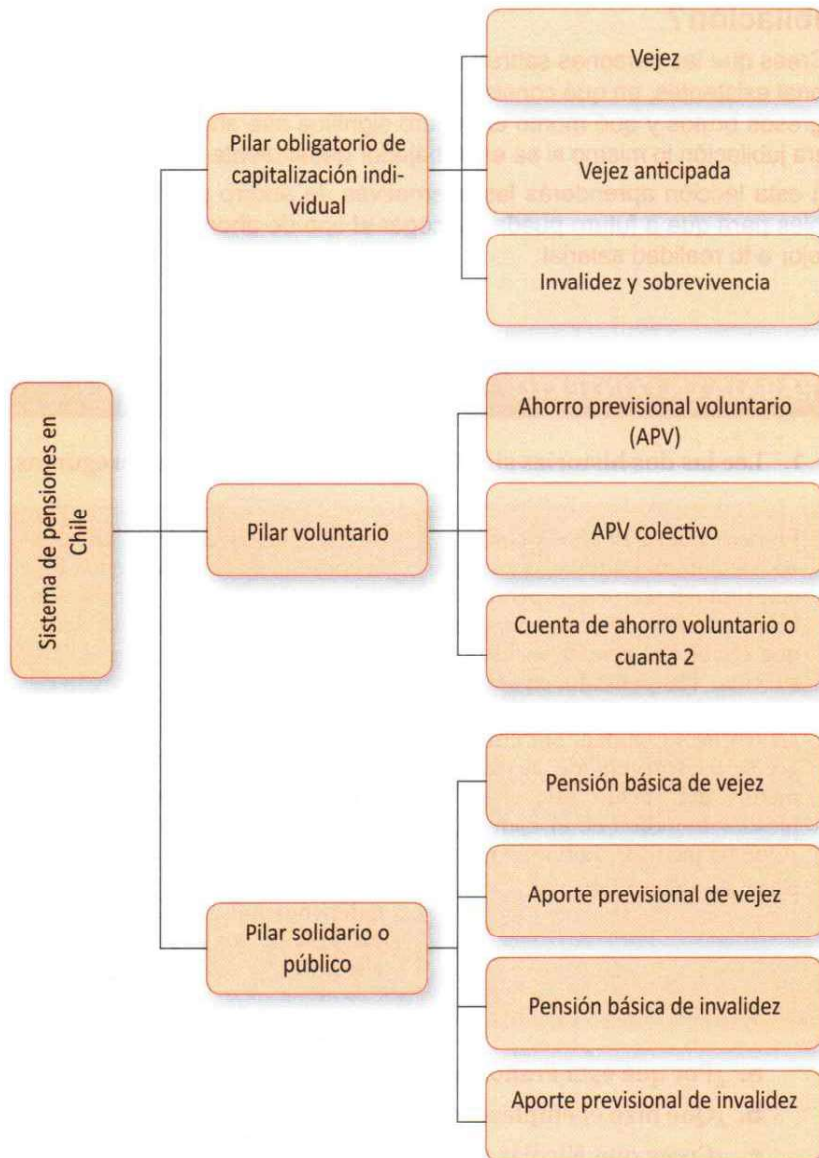 Sistema de pensiones en
Chile
Pilar obligatorio de
capitalización indi-
vidual
Vejez
Vejez anticipada
Invalidez y sobrevivencia
Pilar voluntario
Ahorro previsional voluntario
(APV)
APV colectivo
Cuenta de ahorro voluntario o
cuanta 2
Pilar solidario o
público
Pensión básica de vejez
Aporte previsional de vejez
Pensión básica de invalidez
Aporte previsional de invalidez